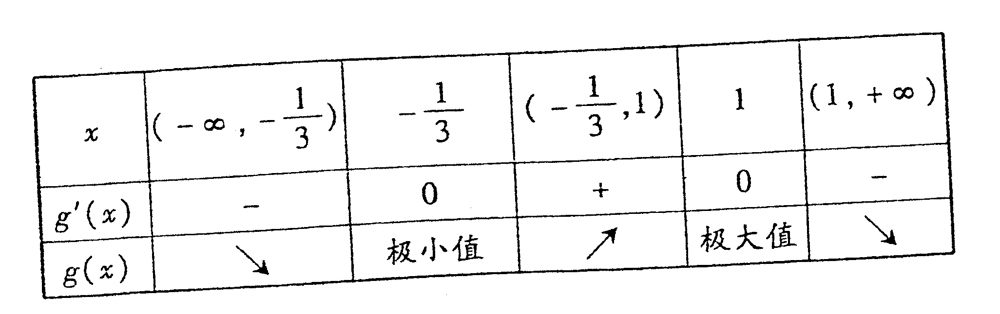 x (-∞,-1/3) -1/3 (-1/3,1) 1 (1,+∞)
g′(x) - 0 + 0 -
g(x) ↘ 极小值 ↗ 极大值 ↘